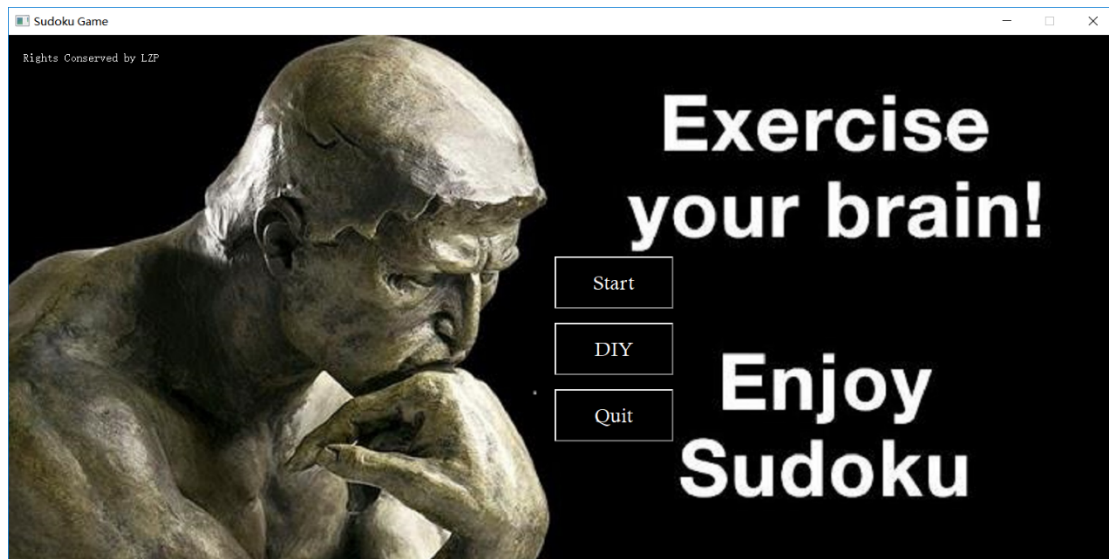 Sudoku Game
Rights Conserved by LZP
Exercise
your brain!
Start
DIY
Quit
Enjoy
Sudoku